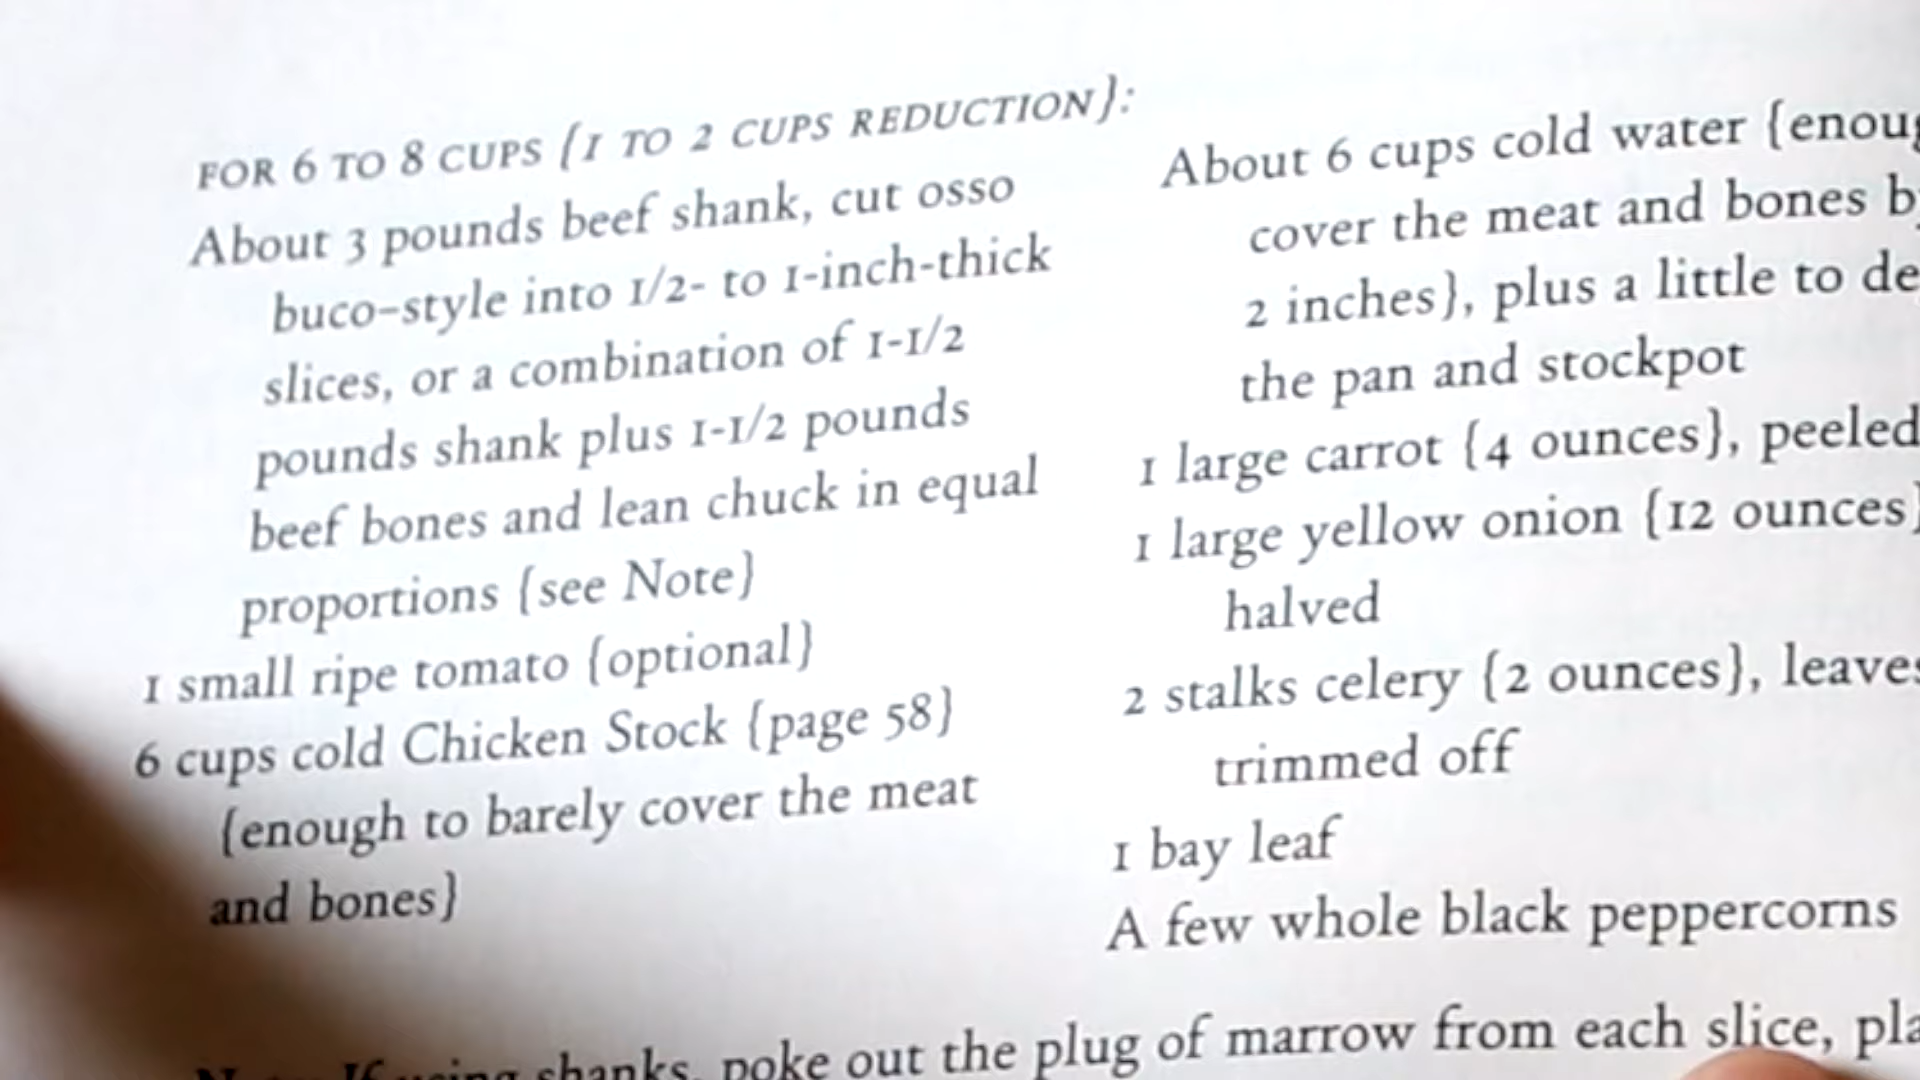 FOR 6 TO 8 CUPS {1 TO 2 CUPS REDUCTION}:
About 3 pounds beef shank, cut osso
buco-style into 1/2- to 1-inch-thick
slices, or a combination of 1-1/2
pounds shank plus 1-1/2 pounds
beef bones and lean chuck in equal
proportions {see Note}
1 small ripe tomato {optional}
6 cups cold Chicken Stock {page 58}
{enough to barely cover the meat
and bones}
About 6 cups cold water
cover the meat and bones
2 inches}, plus a little to
the pan and stockpot
1 large carrot {4 ounces}, peeled
1 large yellow onion {12 ounces}
halved
2 stalks celery {2 ounces}, leaves
trimmed off
1 bay leaf
A few whole black peppercorns
If using shanks, poke out the plug of marrow from each slice,